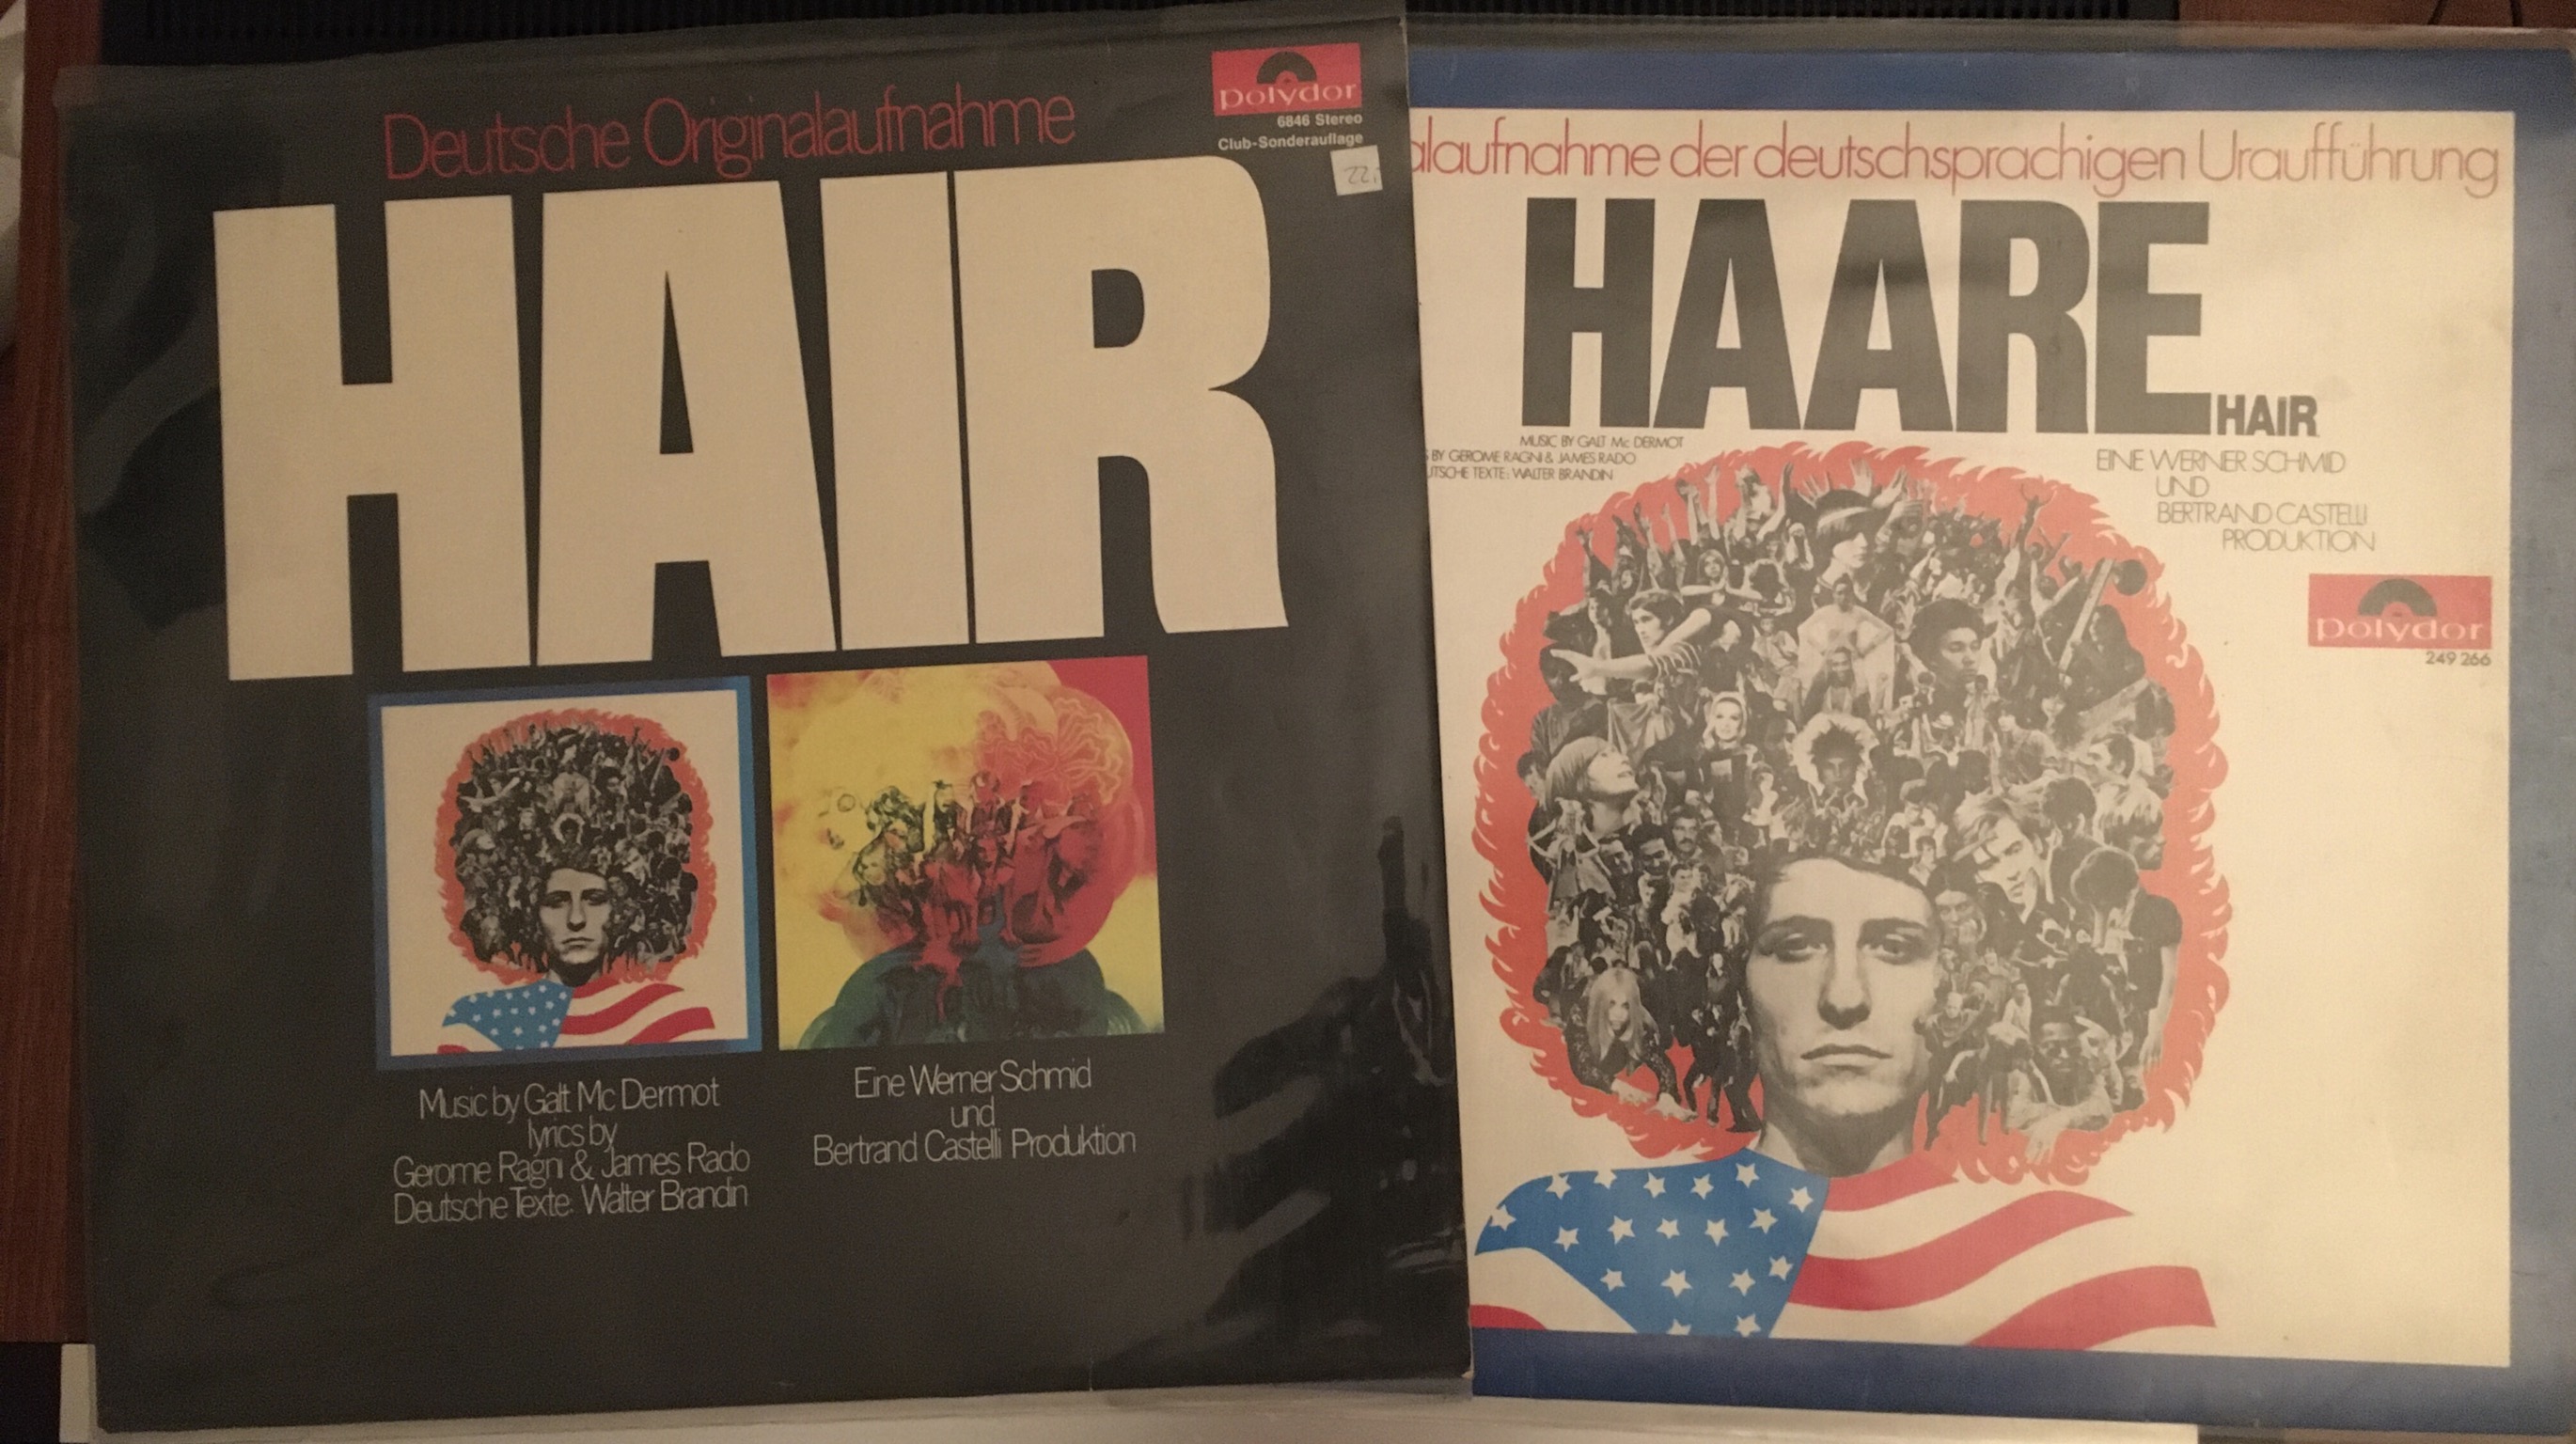 Deutsche Originalaufnahme
polydor
6846 Stereo
Club-Sonderauflage
22,
HAIR
Music by Galt Mc Dermot
lyrics by
Gerome Ragni & James Rado
Deutsche Texte: Walter Brandin
Eine Werner Schmid
und
Bertrand Castelli Produktion
alaufnahme der deutschsprachigen Uraufführung
HAARE
HAIR
MUSIC BY GALT Mc DERMOT
BY GEROME RAGNI & JAMES RADO
UTSCHE TEXTE: WALTER BRANDIN
EINE WERNER SCHMID
UND
BERTRAND CASTELLI
PRODUKTION
polydor
249 266